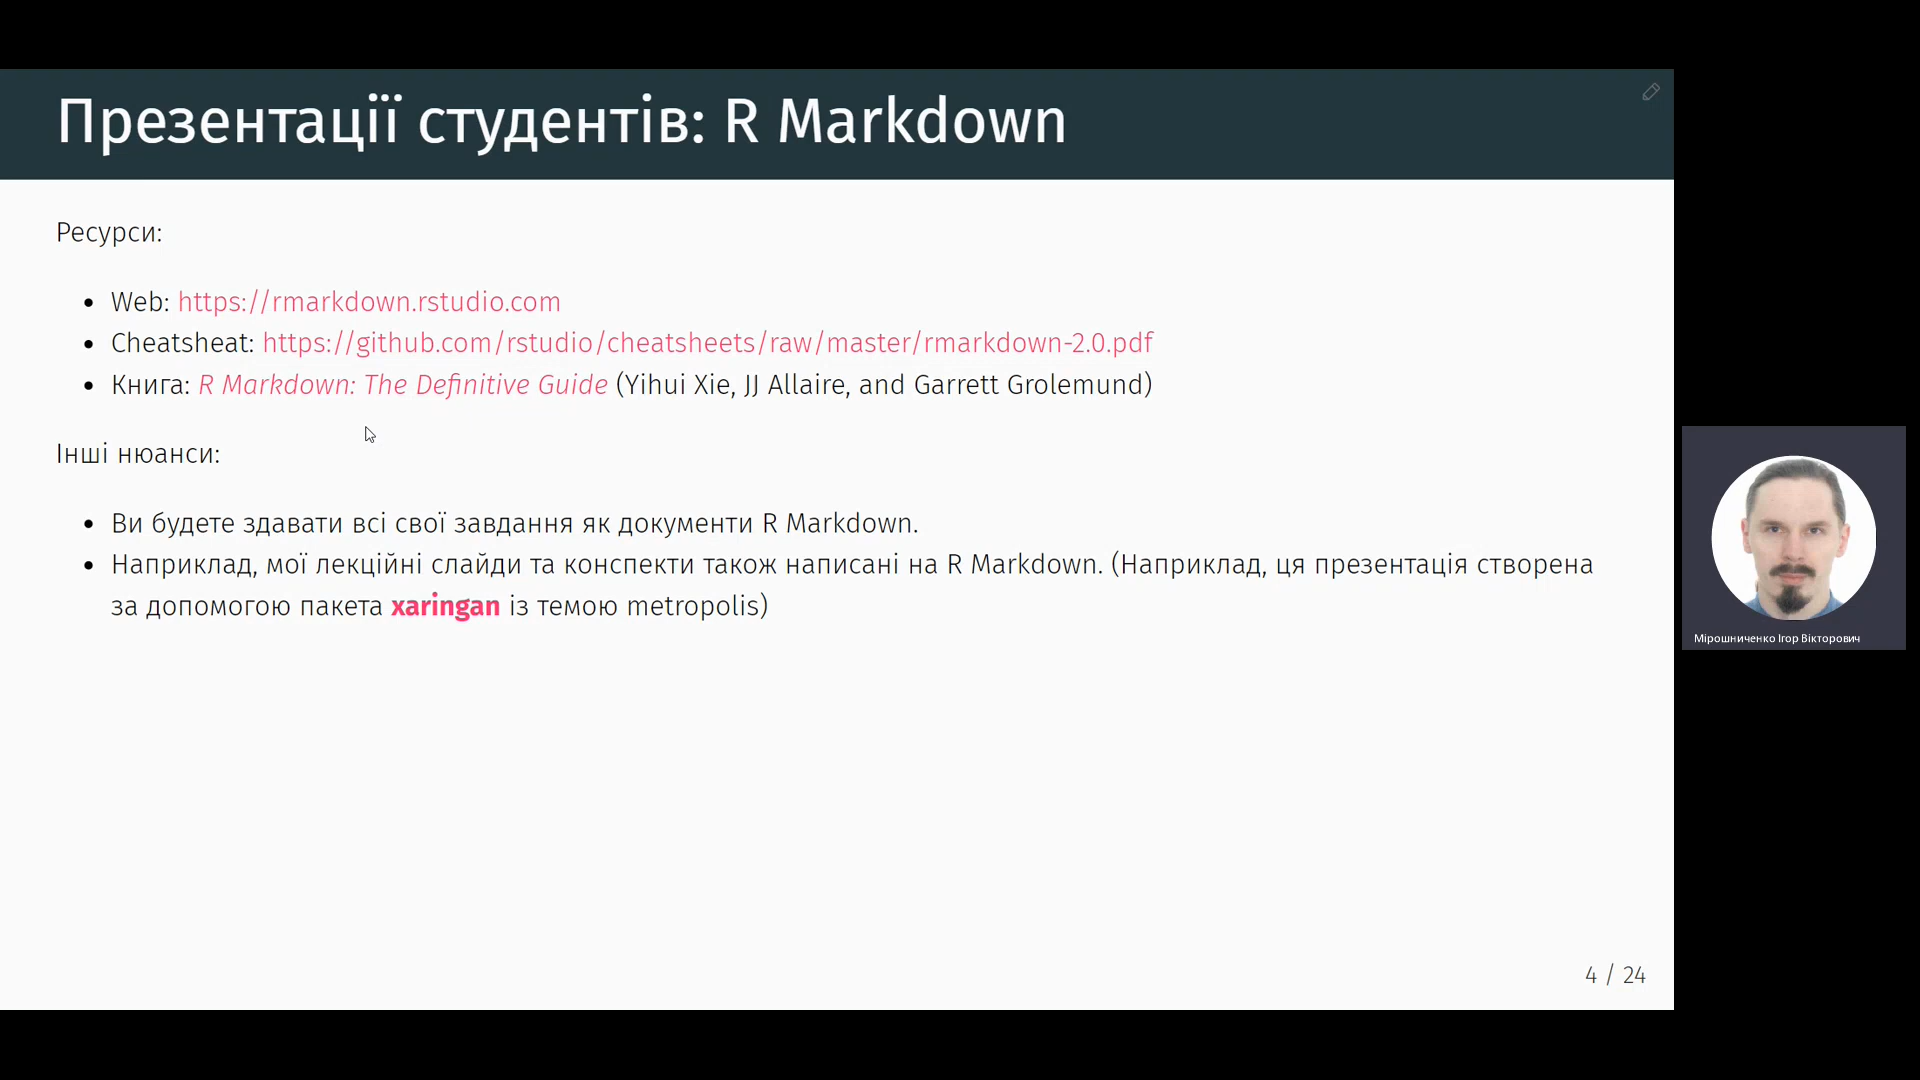 Презентації студентів: R Markdown
Ресурси:
Web: https://rmarkdown.rstudio.com
Cheatsheat: https://github.com/rstudio/cheatsheets/raw/master/rmarkdown-2.0.pdf
Книга: R Markdown: The Definitive Guide (Yihui Xie, JJ Allaire, and Garrett Grolemund)
Інші нюанси:
Ви будете здавати всі свої завдання як документи R Markdown.
Наприклад, мої лекційні слайди та конспекти також написані на R Markdown. (Наприклад, ця презентація створена
за допомогою пакета xaringan із темою metropolis)
Мірошниченко Ігор Вікторович
4 / 24